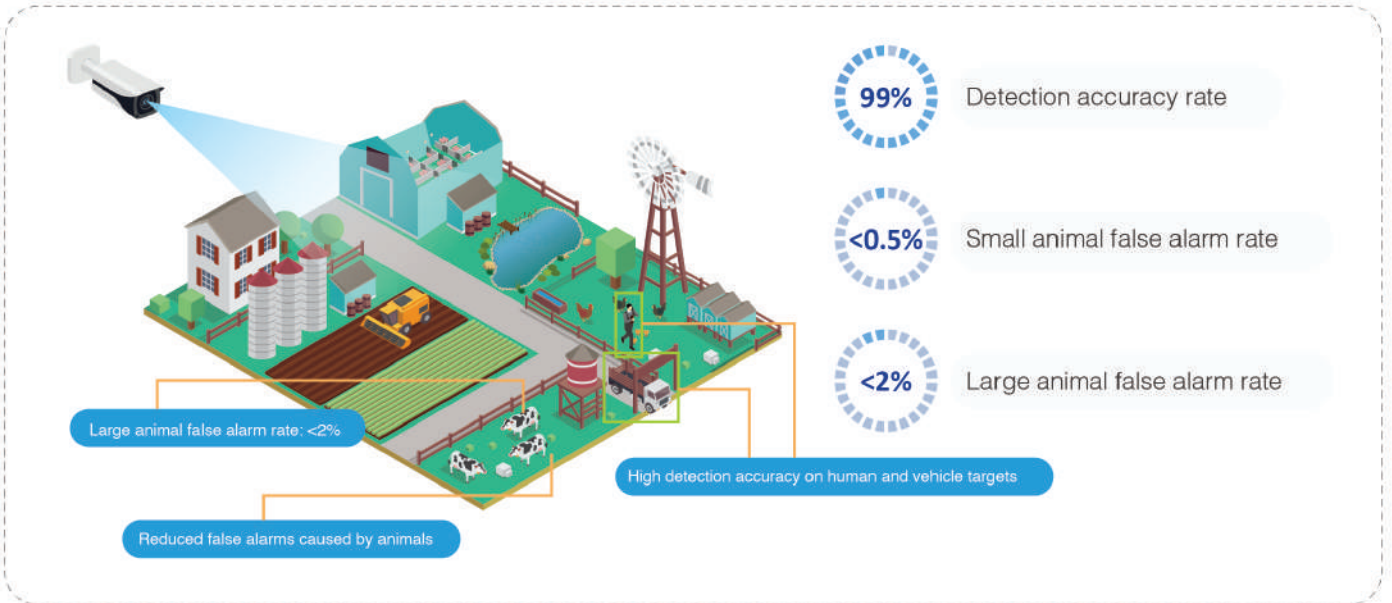 99%
Detection accuracy rate
<0.5%
Small animal false alarm rate
<2%
Large animal false alarm rate
Large animal false alarm rate: <2%
High detection accuracy on human and vehicle targets
Reduced false alarms caused by animals